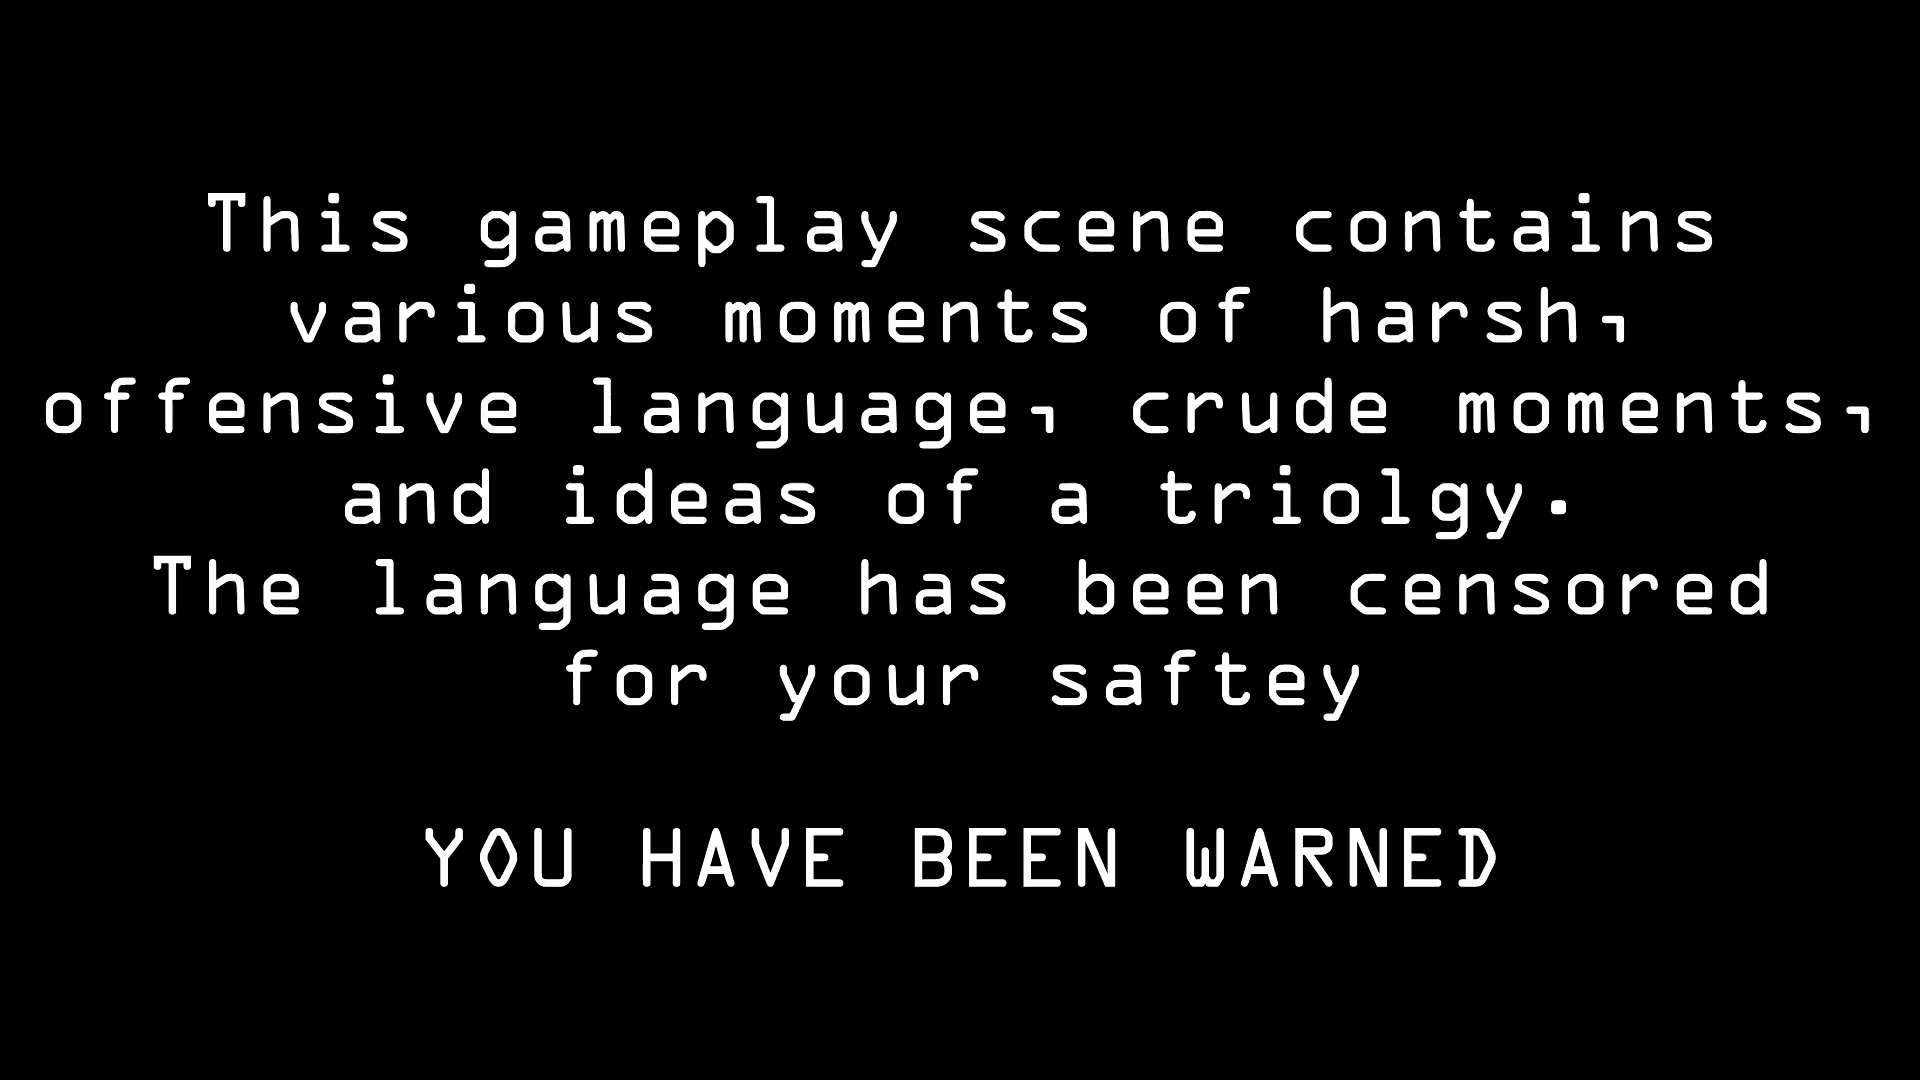 This gameplay scene contains
various moments of harsh,
offensive language, crude moments,
and ideas of a triolgy.
The language has been censored
for your saftey
YOU HAVE BEEN WARNED